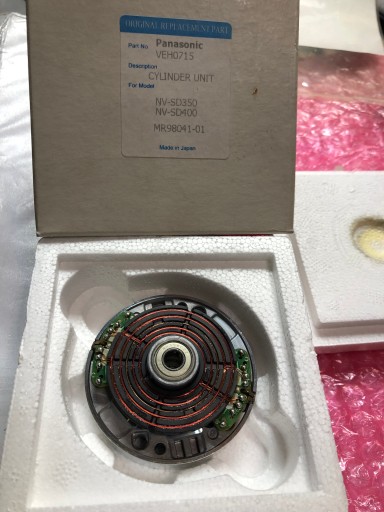 ORIGINAL REPLACEMENT PART
Part No Panasonic
VEH0715
Description
CYLINDER UNIT
For Model
NV-SD350
NV-SD400
MR98041-01
Made in Japan